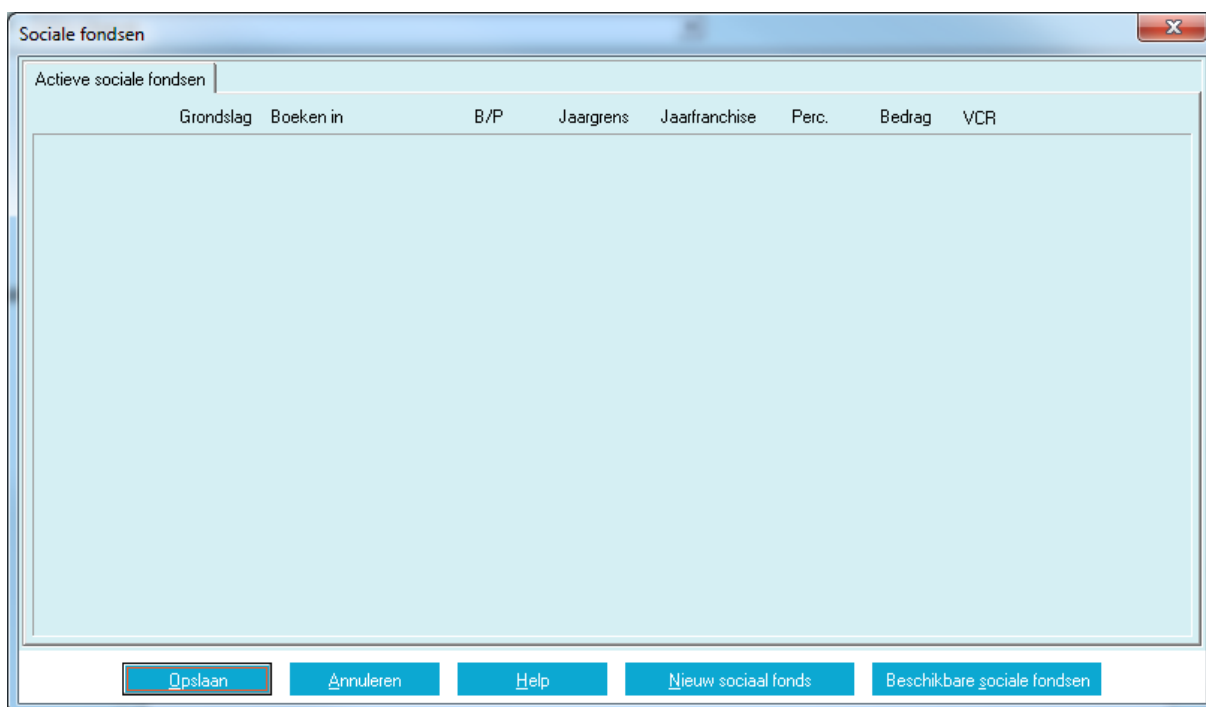 Sociale fondsen
Actieve sociale fondsen
Grondslag Boeken in B/P Jaargrens Jaarfranchise Perc. Bedrag VCR
Opslaan Annuleren Help Nieuw sociaal fonds Beschikbare sociale fondsen